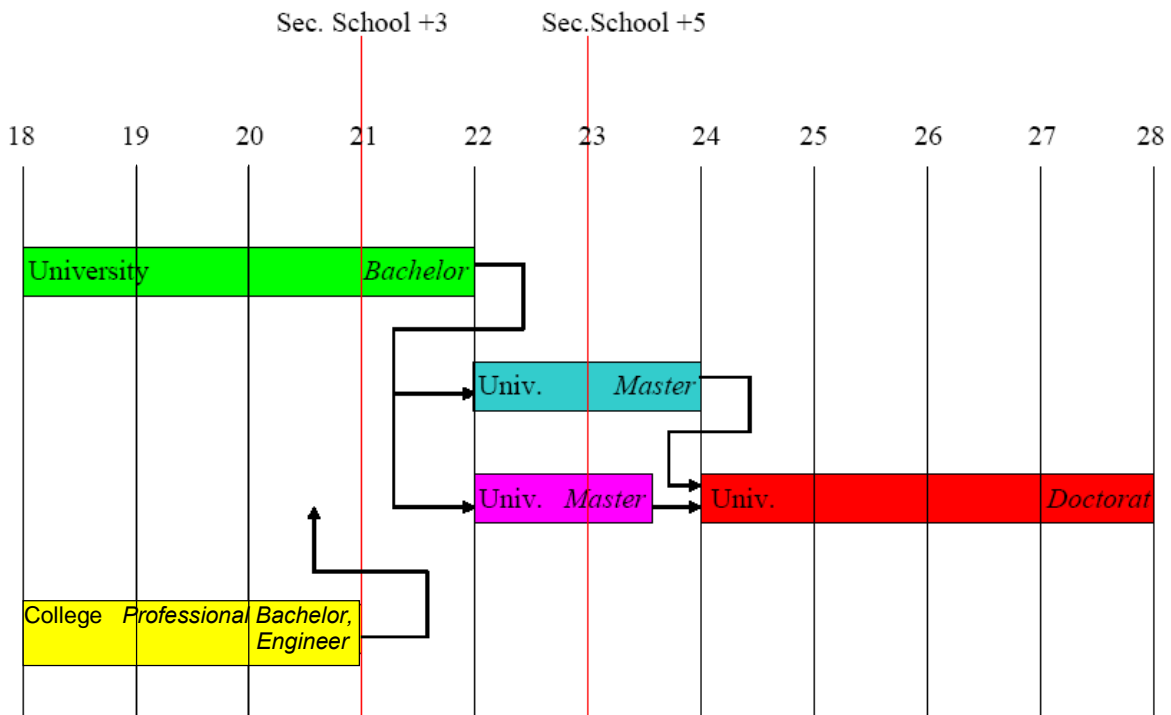 Sec. School +3 Sec.School +5
18 19 20 21 22 23 24 25 26 27 28
University Bachelor
Univ. Master
Univ. Master Univ. Doctorat
College Professional Bachelor,
Engineer